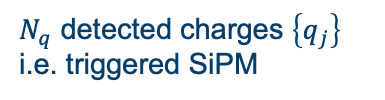 N_q detected charges {q_j}
i.e. triggered SiPM